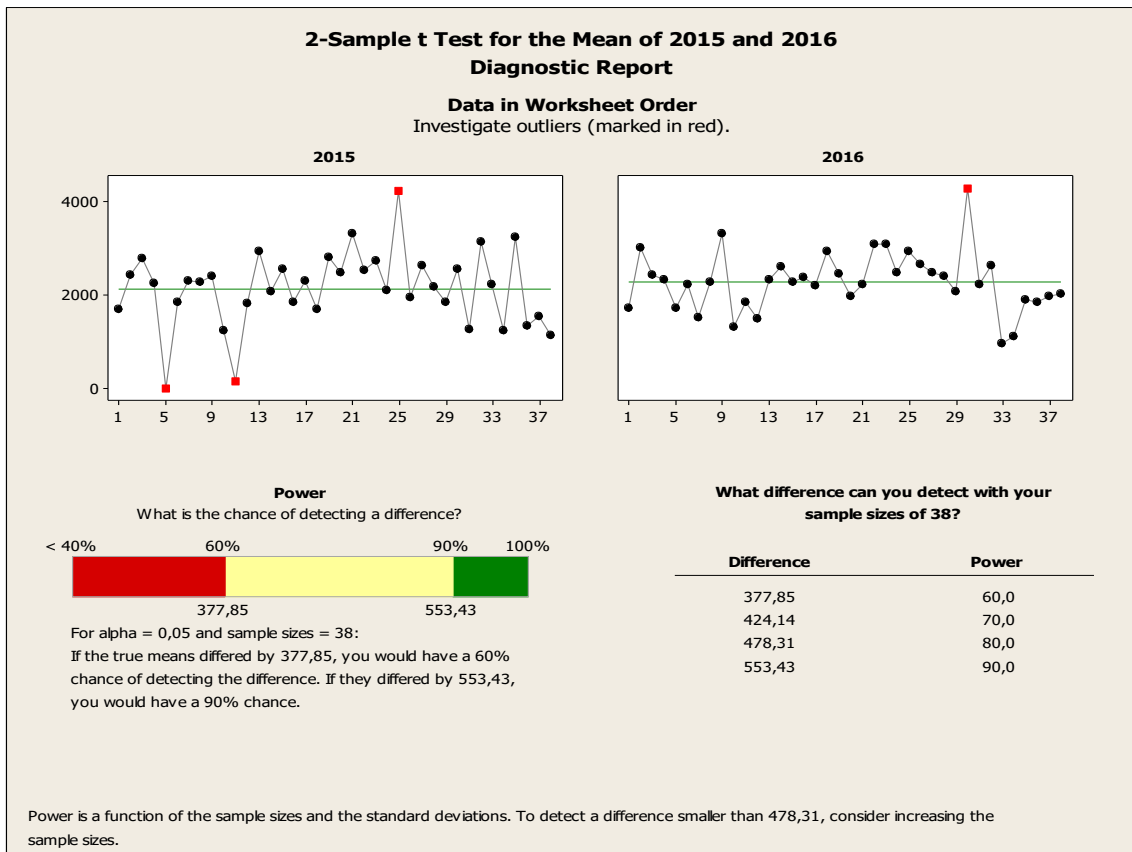 2-Sample t Test for the Mean of 2015 and 2016
Diagnostic Report
Data in Worksheet Order
Investigate outliers (marked in red).
2015
2016
4000
2000
0
1 5 9 13 17 21 25 29 33 37
1 5 9 13 17 21 25 29 33 37
Power
What is the chance of detecting a difference?
< 40% 60% 90% 100%
377,85 553,43
For alpha = 0,05 and sample sizes = 38:
If the true means differed by 377,85, you would have a 60%
chance of detecting the difference. If they differed by 553,43,
you would have a 90% chance.
What difference can you detect with your
sample sizes of 38?
Difference Power
377,85 60,0
424,14 70,0
478,31 80,0
553,43 90,0
Power is a function of the sample sizes and the standard deviations. To detect a difference smaller than 478,31, consider increasing the
sample sizes.